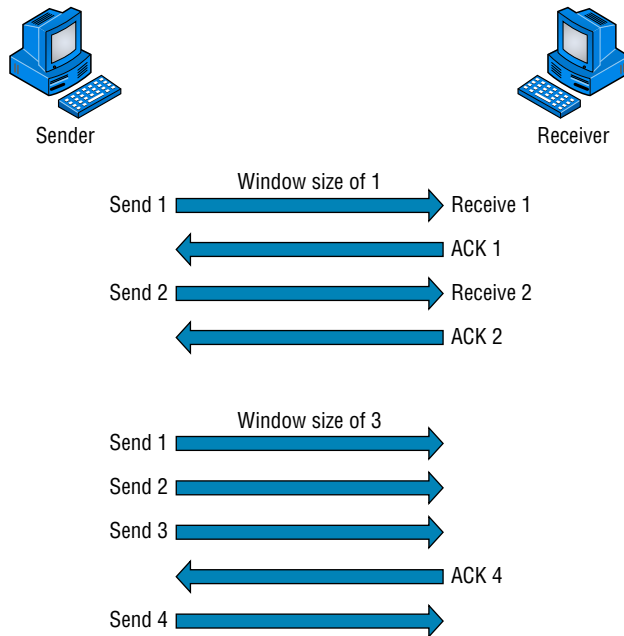 Sender Receiver
Window size of 1
Send 1 Receive 1
ACK 1
Send 2 Receive 2
ACK 2
Window size of 3
Send 1
Send 2
Send 3
ACK 4
Send 4